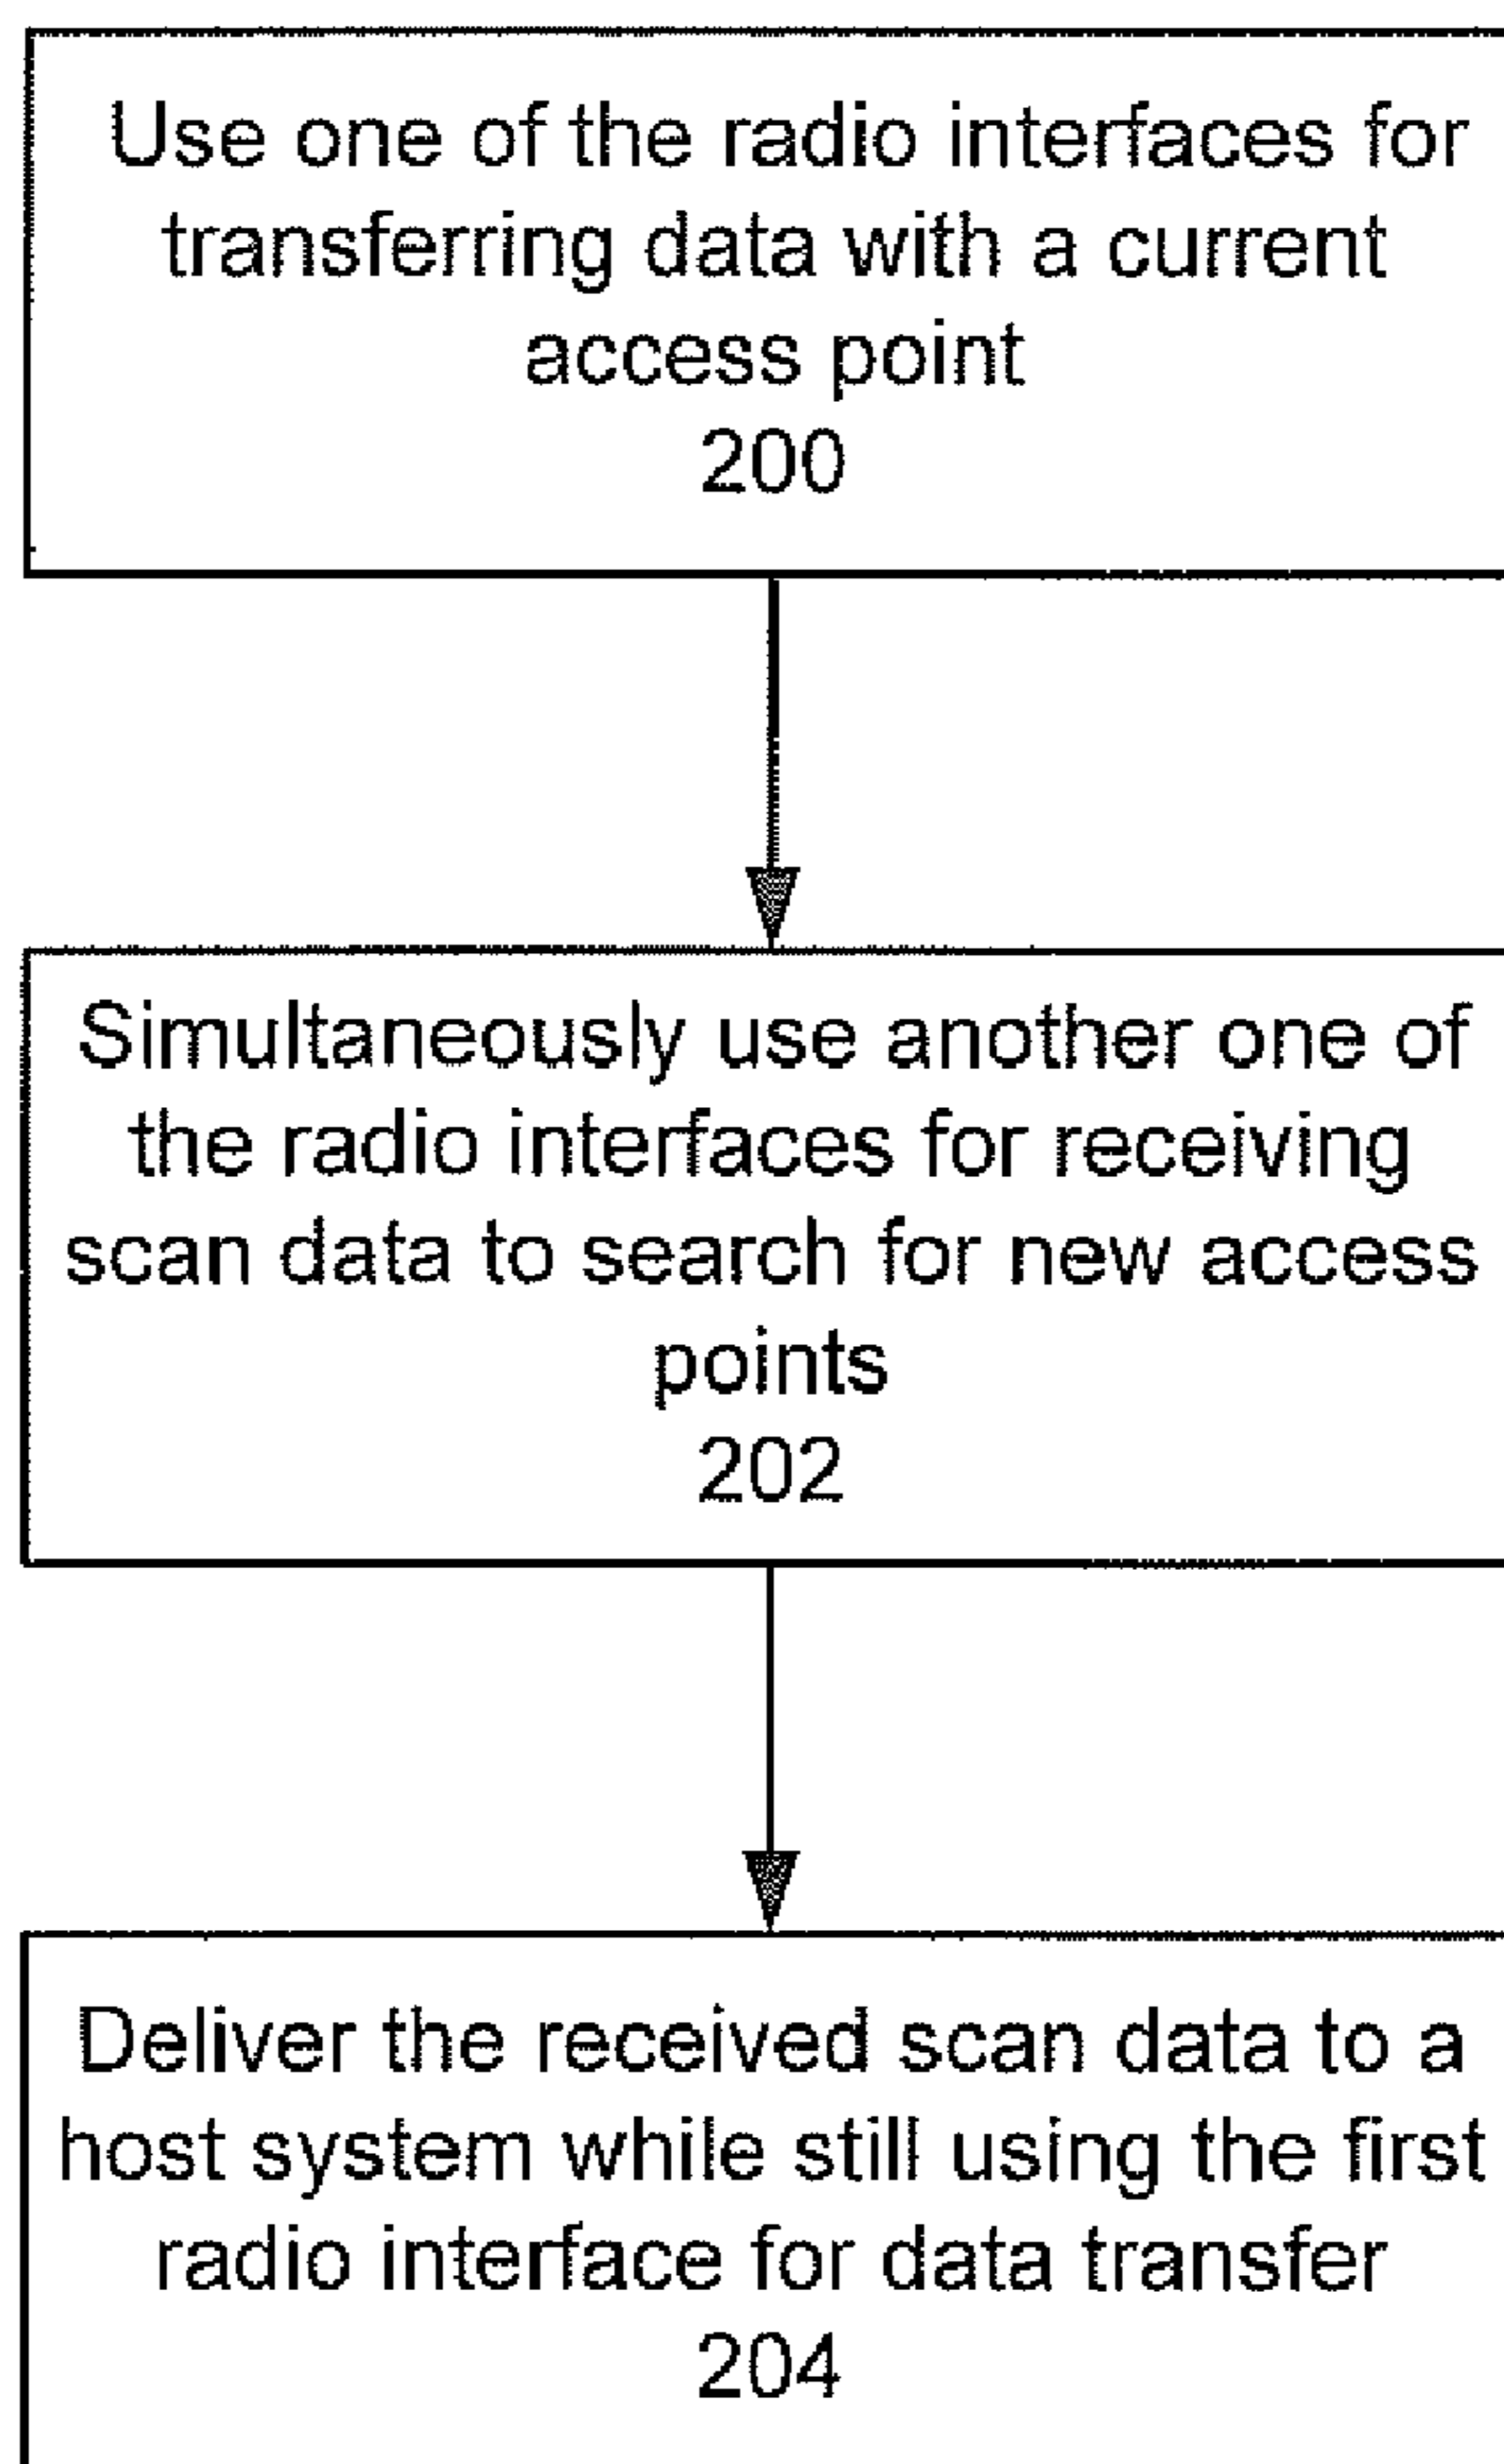 Use one of the radio interfaces for
transferring data with a current
access point
200
Simultaneously use another one of
the radio interfaces for receiving
scan data to search for new access
points
202
Deliver the received scan data to a
host system while still using the first
radio interface for data transfer
204